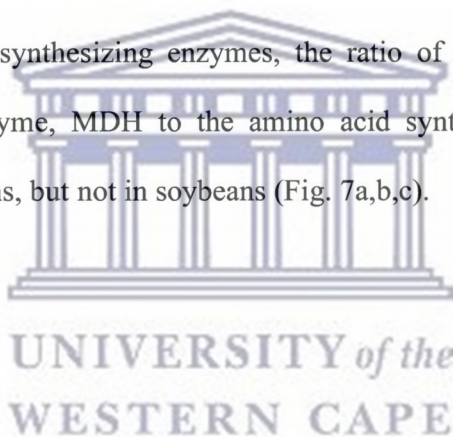 synthesizing enzymes, the ratio of
yme, MDH to the amino acid synt
ns, but not in soybeans (Fig. 7a,b,c).
UNIVERSITY of the
WESTERN CAPE